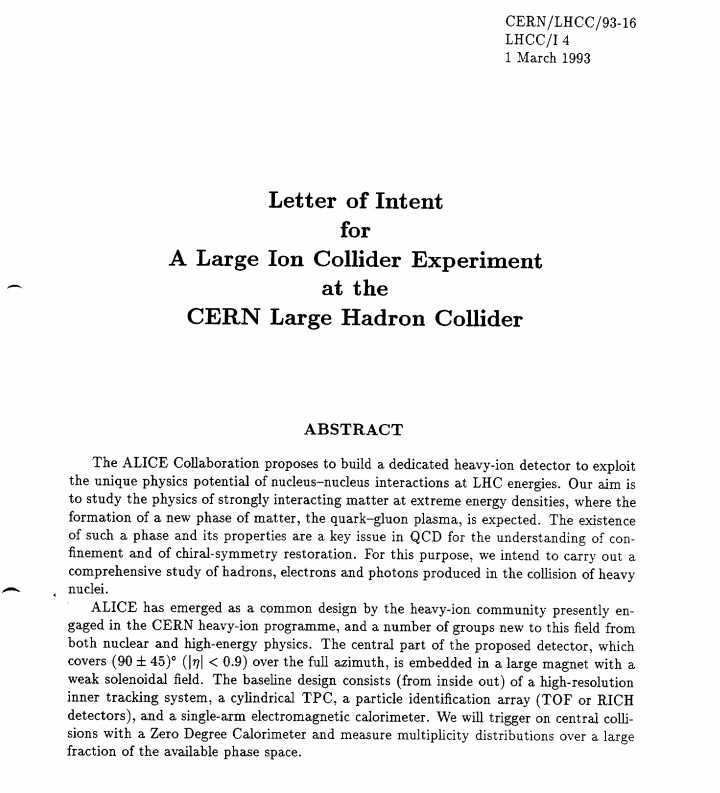 CERN/LHCC/93-16
LHCC/I 4
1 March 1993
Letter of Intent
for
A Large Ion Collider Experiment
at the
CERN Large Hadron Collider
ABSTRACT
The ALICE Collaboration proposes to build a dedicated heavy-ion detector to exploit
the unique physics potential of nucleus–nucleus interactions at LHC energies. Our aim is
to study the physics of strongly interacting matter at extreme energy densities, where the
formation of a new phase of matter, the quark–gluon plasma, is expected. The existence
of such a phase and its properties are a key issue in QCD for the understanding of con-
finement and of chiral-symmetry restoration. For this purpose, we intend to carry out a
comprehensive study of hadrons, electrons and photons produced in the collision of heavy
nuclei.
ALICE has emerged as a common design by the heavy-ion community presently en-
gaged in the CERN heavy-ion programme, and a number of groups new to this field from
both nuclear and high-energy physics. The central part of the proposed detector, which
covers (90 ± 45)° (|η| < 0.9) over the full azimuth, is embedded in a large magnet with a
weak solenoidal field. The baseline design consists (from inside out) of a high-resolution
inner tracking system, a cylindrical TPC, a particle identification array (TOF or RICH
detectors), and a single-arm electromagnetic calorimeter. We will trigger on central colli-
sions with a Zero Degree Calorimeter and measure multiplicity distributions over a large
fraction of the available phase space.